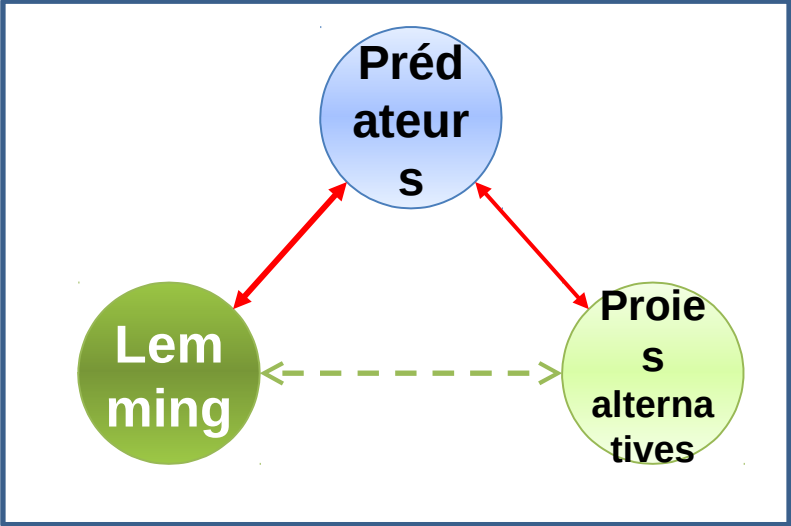 Préd
ateur
s
Lem
ming
Proie
s
alterna
tives